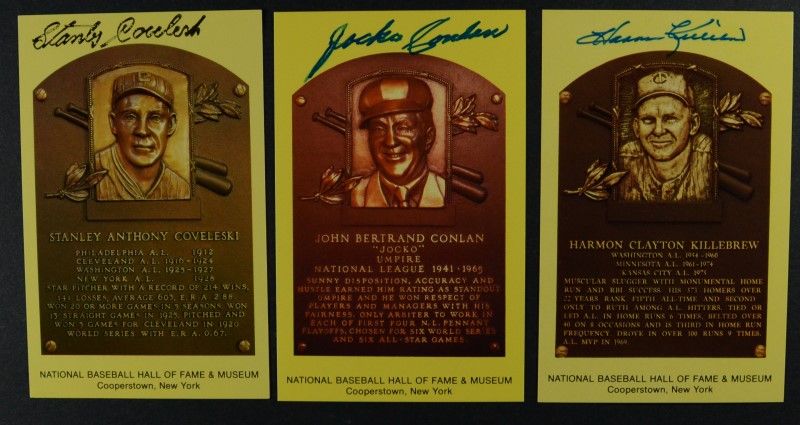 Stanley Coveleski
STANLEY ANTHONY COVELESKI
PHILADELPHIA A.L. 1912
CLEVELAND A.L. 1916-1924
WASHINGTON A.L. 1925-1927
NEW YORK A.L. 1928
STAR PITCHER WITH A RECORD OF 214 WINS,
141 LOSSES, AVERAGE .603, E.R.A. 2.88.
WON 20 OR MORE GAMES IN 5 SEASONS. WON
13 STRAIGHT GAMES IN 1925. PITCHED AND
WON 3 GAMES FOR CLEVELAND IN 1920
WORLD SERIES WITH E.R.A. 0.67.
NATIONAL BASEBALL HALL OF FAME & MUSEUM
Cooperstown, New York
Jocko Conlan
JOHN BERTRAND CONLAN
"JOCKO"
UMPIRE
NATIONAL LEAGUE 1941-1965
SUNNY DISPOSITION, ACCURACY AND
HUSTLE EARNED HIM RATING AS STANDOUT
UMPIRE AND HE WON RESPECT OF
PLAYERS AND MANAGERS WITH HIS
FAIRNESS. ONLY ARBITER TO WORK IN
EACH OF FIRST FOUR N.L. PENNANT
PLAYOFFS, CHOSEN FOR SIX WORLD SERIES
AND SIX ALL-STAR GAMES.
NATIONAL BASEBALL HALL OF FAME & MUSEUM
Cooperstown, New York
Harmon Killebrew
HARMON CLAYTON KILLEBREW
WASHINGTON A.L. 1954-1960
MINNESOTA A.L. 1961-1974
KANSAS CITY A.L. 1975
MUSCULAR SLUGGER WITH MONUMENTAL HOME
RUN AND RBI SUCCESS. HIS 573 HOMERS OVER
22 YEARS RANK FIFTH ALL-TIME AND SECOND
ONLY TO RUTH AMONG A.L. HITTERS. TIED OR
LED A.L. IN HOME RUNS 6 TIMES, BELTED OVER
40 ON 8 OCCASIONS AND IS THIRD IN HOME RUN
FREQUENCY. DROVE IN OVER 100 RUNS 9 TIMES.
A.L. MVP IN 1969.
NATIONAL BASEBALL HALL OF FAME & MUSEUM
Cooperstown, New York